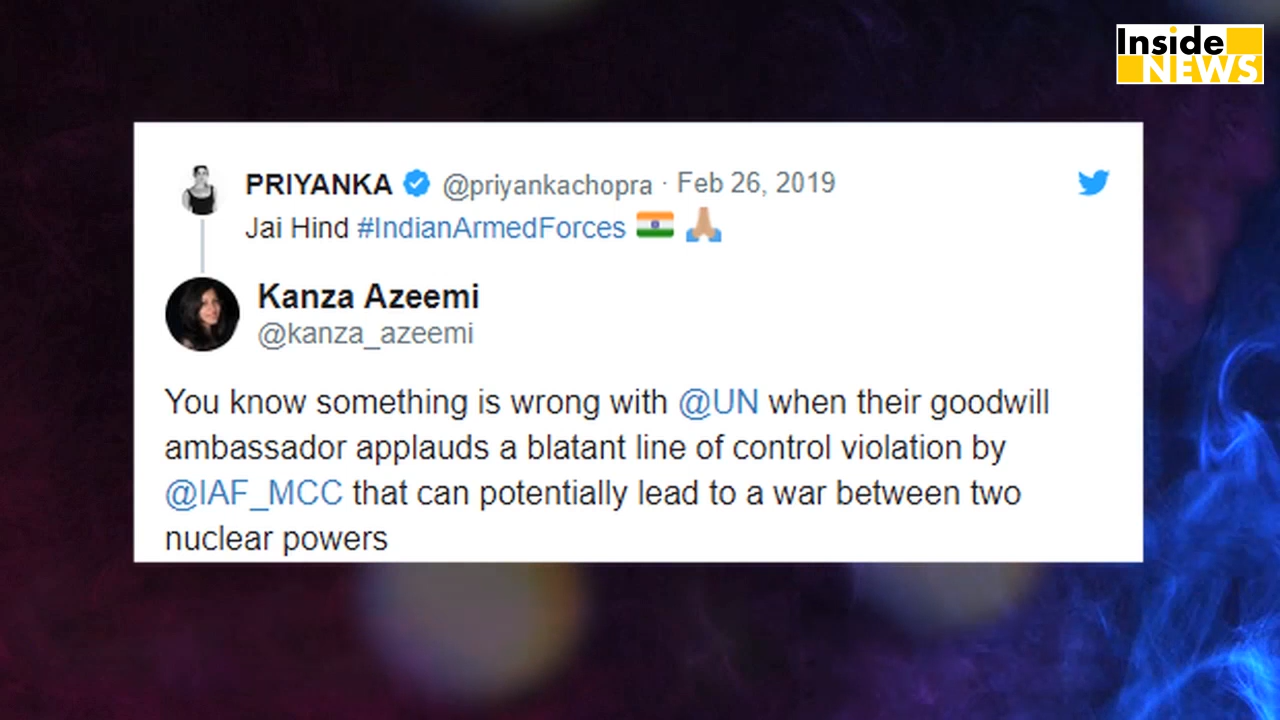 Inside
NEWS
PRIYANKA @priyankachopra · Feb 26, 2019
Jai Hind #IndianArmedForces 🇮🇳 🙏🏽
Kanza Azeemi
@kanza_azeemi
You know something is wrong with @UN when their goodwill
ambassador applauds a blatant line of control violation by
@IAF_MCC that can potentially lead to a war between two
nuclear powers